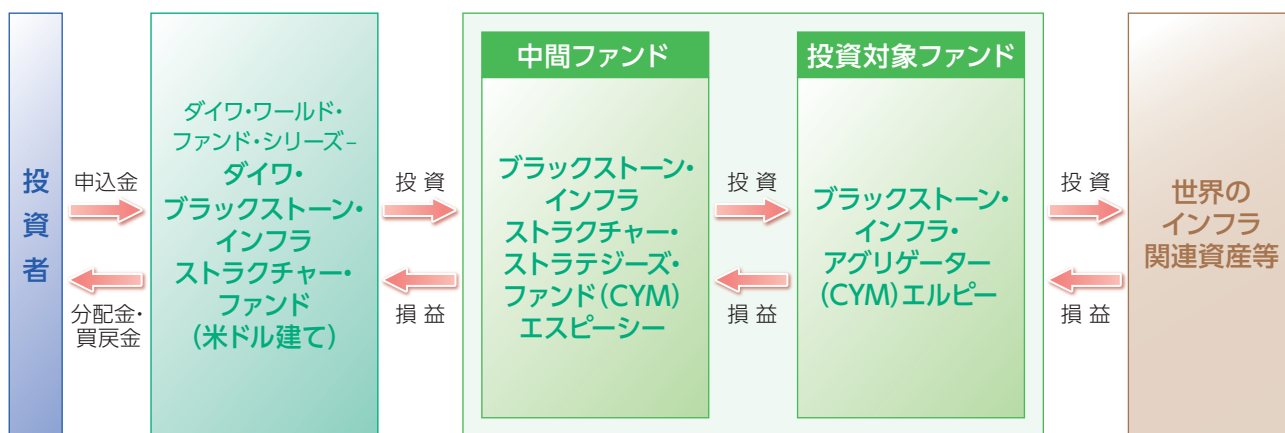 投資者
申込金
分配金・
買戻金
ダイワ・ワールド・
ファンド・シリーズ−
ダイワ・
ブラックストーン・
インフラ
ストラクチャー・
ファンド
(米ドル建て)
投資
損益
中間ファンド
ブラックストーン・
インフラ
ストラクチャー・
ストラテジーズ・
ファンド(CYM)
エスピーシー
投資
損益
投資対象ファンド
ブラックストーン・
インフラ・
アグリゲーター
(CYM)エルピー
投資
損益
世界の
インフラ
関連資産等